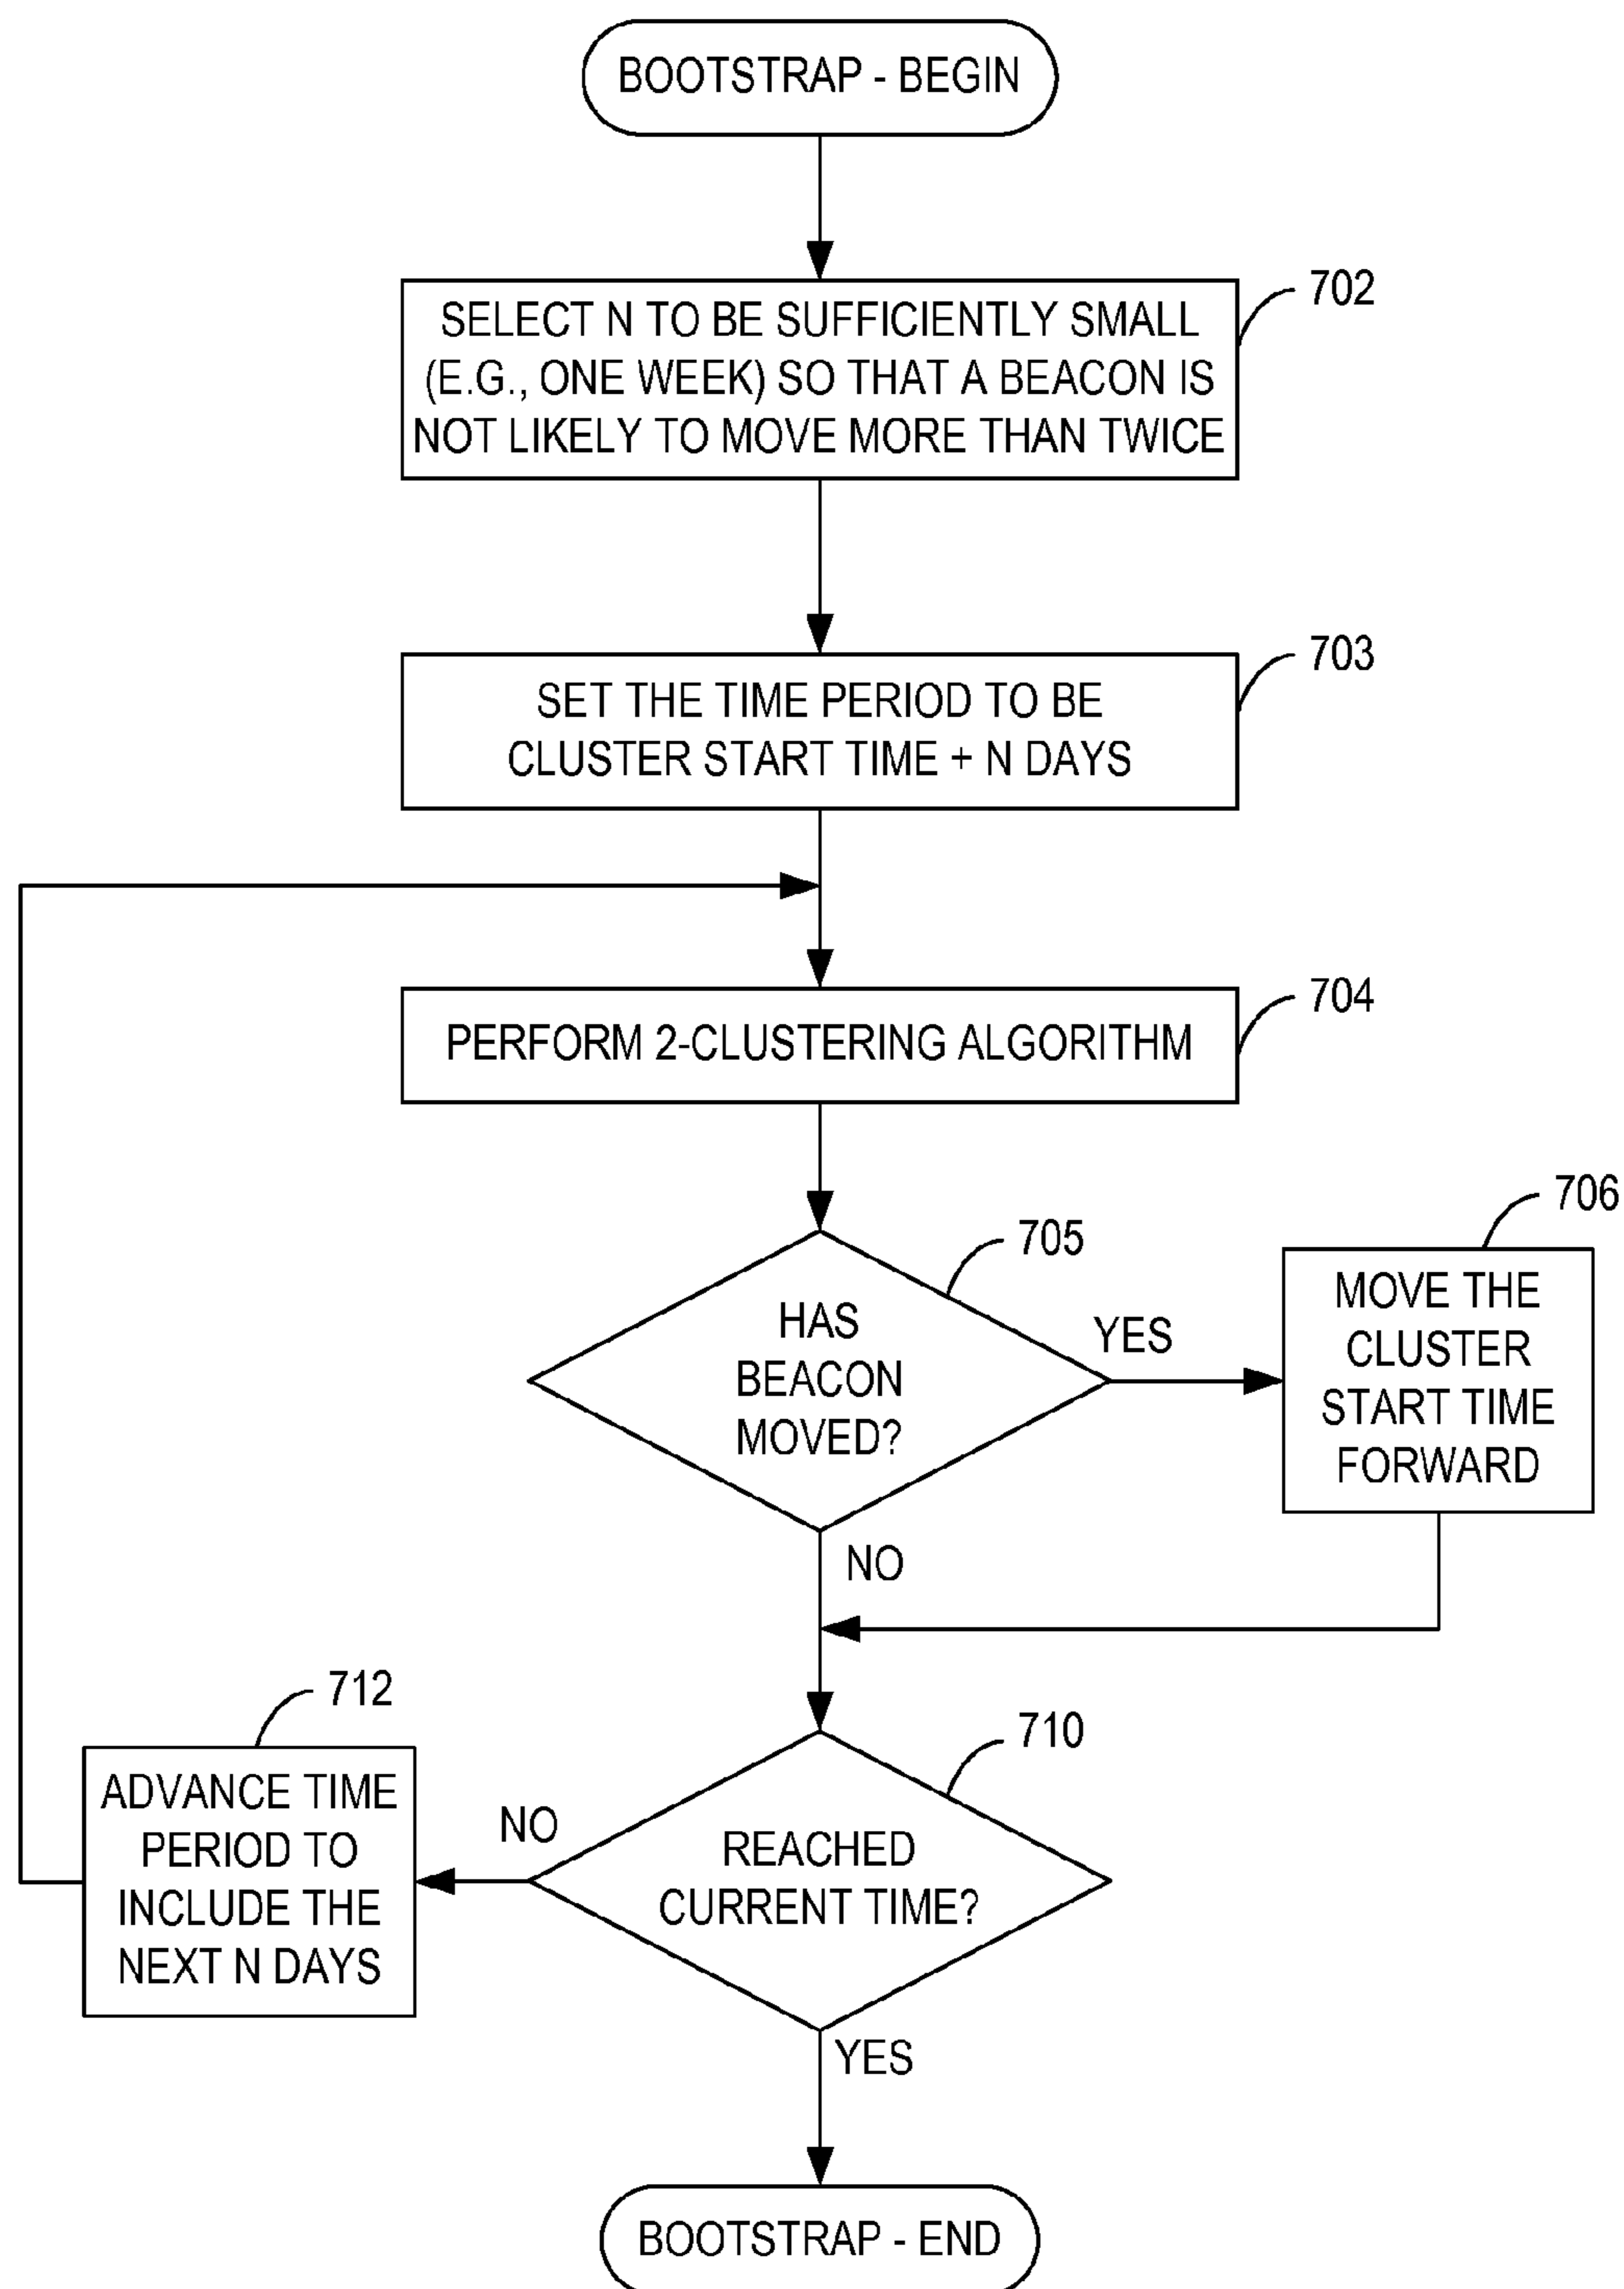 BOOTSTRAP - BEGIN
702
SELECT N TO BE SUFFICIENTLY SMALL
(E.G., ONE WEEK) SO THAT A BEACON IS
NOT LIKELY TO MOVE MORE THAN TWICE
703
SET THE TIME PERIOD TO BE
CLUSTER START TIME + N DAYS
704
PERFORM 2-CLUSTERING ALGORITHM
705
HAS
BEACON
MOVED?
YES
NO
706
MOVE THE
CLUSTER
START TIME
FORWARD
710
REACHED
CURRENT TIME?
NO
YES
712
ADVANCE TIME
PERIOD TO
INCLUDE THE
NEXT N DAYS
BOOTSTRAP - END